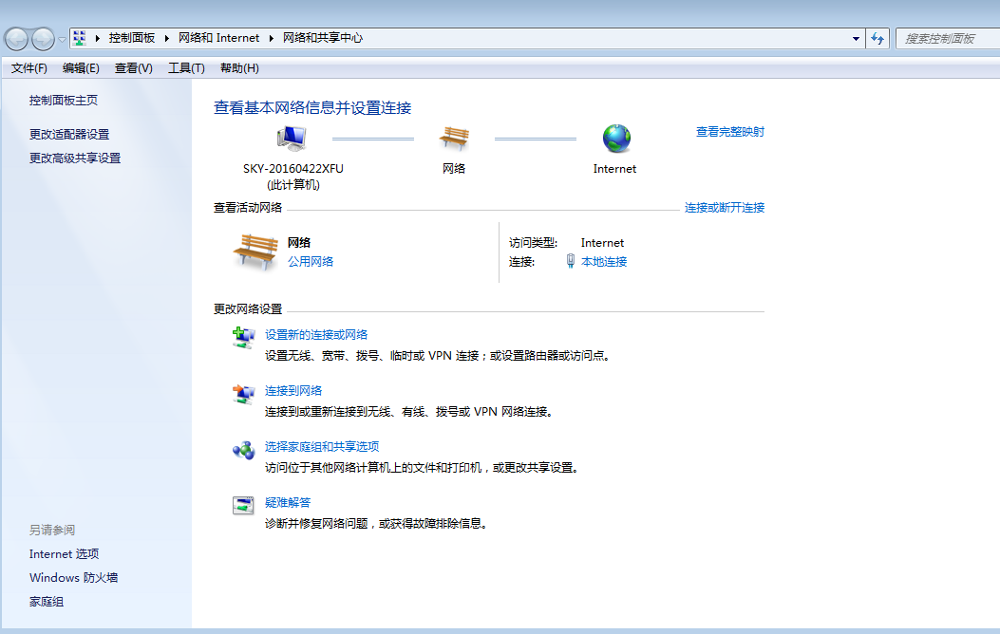 控制面板 ▸ 网络和 Internet ▸ 网络和共享中心
搜索控制面板
文件(F) 编辑(E) 查看(V) 工具(T) 帮助(H)
控制面板主页
更改适配器设置
更改高级共享设置
查看基本网络信息并设置连接
查看完整映射
SKY-20160422XFU
(此计算机)
网络
Internet
查看活动网络
连接或断开连接
网络
公用网络
访问类型: Internet
连接: 本地连接
更改网络设置
设置新的连接或网络
设置无线、宽带、拨号、临时或 VPN 连接；或设置路由器或访问点。
连接到网络
连接到或重新连接到无线、有线、拨号或 VPN 网络连接。
选择家庭组和共享选项
访问位于其他网络计算机上的文件和打印机，或更改共享设置。
疑难解答
诊断并修复网络问题，或获得故障排除信息。
另请参阅
Internet 选项
Windows 防火墙
家庭组